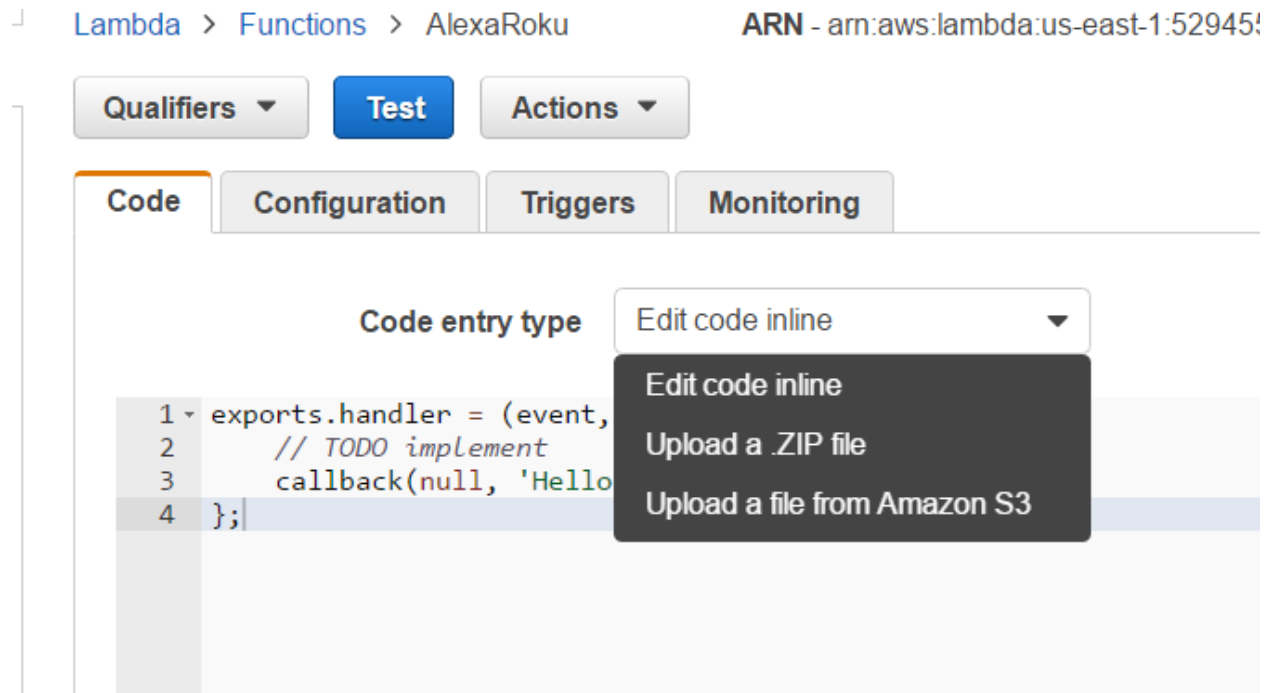 Lambda > Functions > AlexaRoku ARN - arn:aws:lambda:us-east-1:529455
Qualifiers Test Actions
Code Configuration Triggers Monitoring
Code entry type Edit code inline
Edit code inline
Upload a .ZIP file
Upload a file from Amazon S3
1 exports.handler = (event,
2 // TODO implement
3 callback(null, 'Hello
4 };